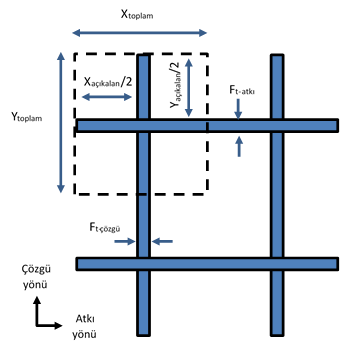 Xtoplam
Xaçıkalan/2
Yaçıkalan/2
Ft-atkı
Ytoplam
Ft-çözgü
Çözgü
yönü
Atkı
yönü